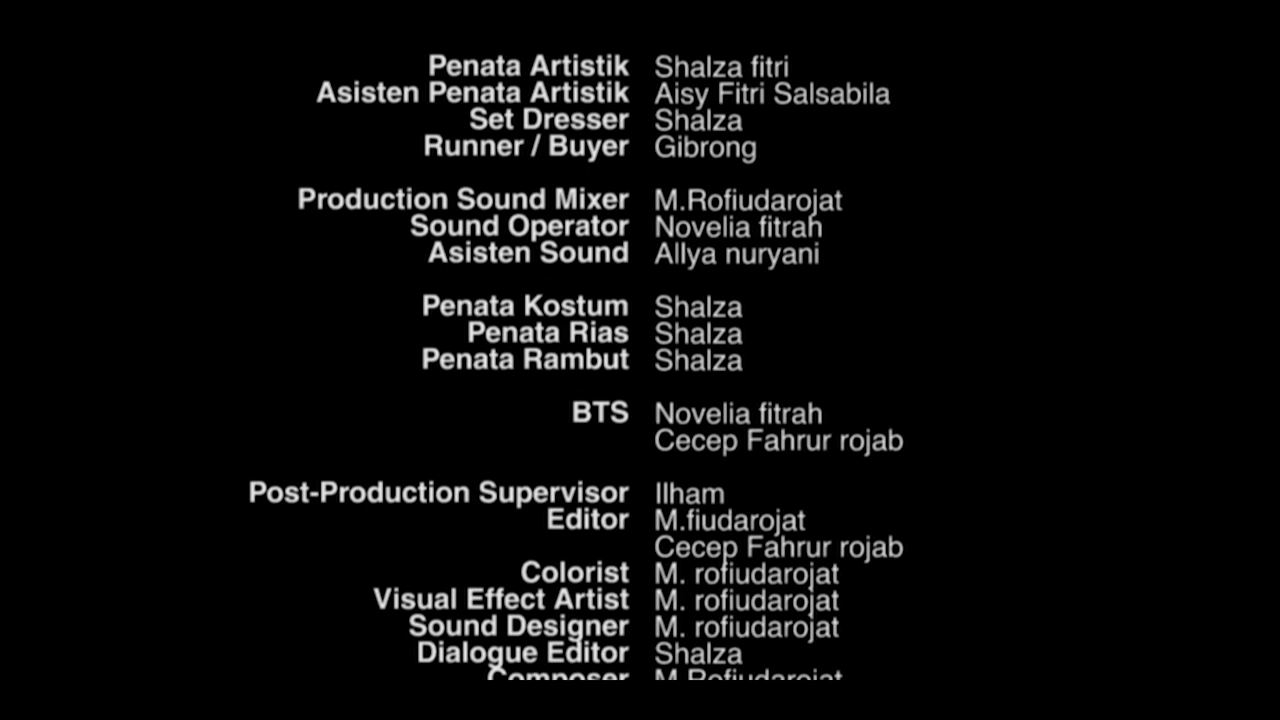 Penata Artistik Shalza fitri
Asisten Penata Artistik Aisy Fitri Salsabila
Set Dresser Shalza
Runner / Buyer Gibrong
Production Sound Mixer M.Rofiudarojat
Sound Operator Novelia fitrah
Asisten Sound Allya nuryani
Penata Kostum Shalza
Penata Rias Shalza
Penata Rambut Shalza
BTS Novelia fitrah
Cecep Fahrur rojab
Post-Production Supervisor Ilham
Editor M.fiudarojat
Cecep Fahrur rojab
Colorist M. rofiudarojat
Visual Effect Artist M. rofiudarojat
Sound Designer M. rofiudarojat
Dialogue Editor Shalza
Composer M.Rofiudarojat